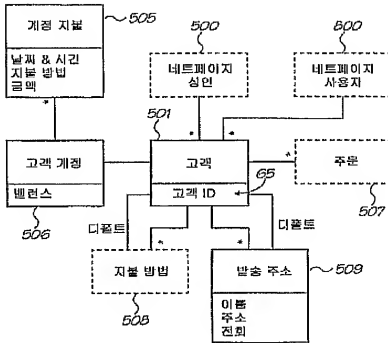 계정 지불
505
날짜 & 시간
지불 방법
금액
*
500
네트페이지
상인
800
네트페이지
사용자
501
*
*
고객 계정
밸런스
506
고객
고객 ID
65
*
주문
507
디폴트
*
*
디폴트
지불 방법
508
발송 주소
509
이름
주소
전화